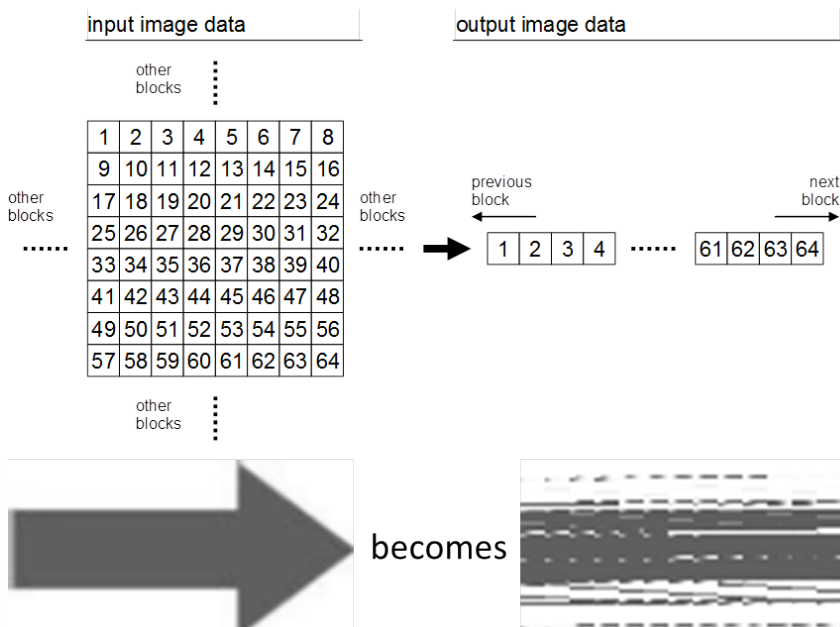 input image data
output image data
other
blocks
1 2 3 4 5 6 7 8
9 10 11 12 13 14 15 16
17 18 19 20 21 22 23 24
25 26 27 28 29 30 31 32
33 34 35 36 37 38 39 40
41 42 43 44 45 46 47 48
49 50 51 52 53 54 55 56
57 58 59 60 61 62 63 64
other
blocks
other
blocks
other
blocks
previous
block
next
block
1 2 3 4 ...... 61 62 63 64
becomes